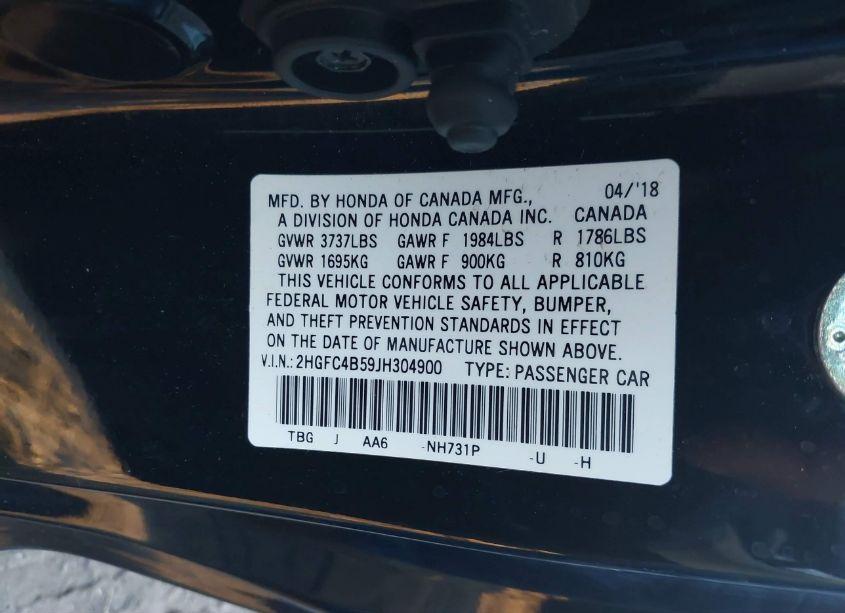 MFD. BY HONDA OF CANADA MFG., 04/'18
A DIVISION OF HONDA CANADA INC. CANADA
GVWR 3737LBS GAWR F 1984LBS R 1786LBS
GVWR 1695KG GAWR F 900KG R 810KG
THIS VEHICLE CONFORMS TO ALL APPLICABLE
FEDERAL MOTOR VEHICLE SAFETY, BUMPER,
AND THEFT PREVENTION STANDARDS IN EFFECT
ON THE DATE OF MANUFACTURE SHOWN ABOVE.
V.I.N.: 2HGFC4B59JH304900 TYPE: PASSENGER CAR
TBG J AA6 -NH731P -U -H